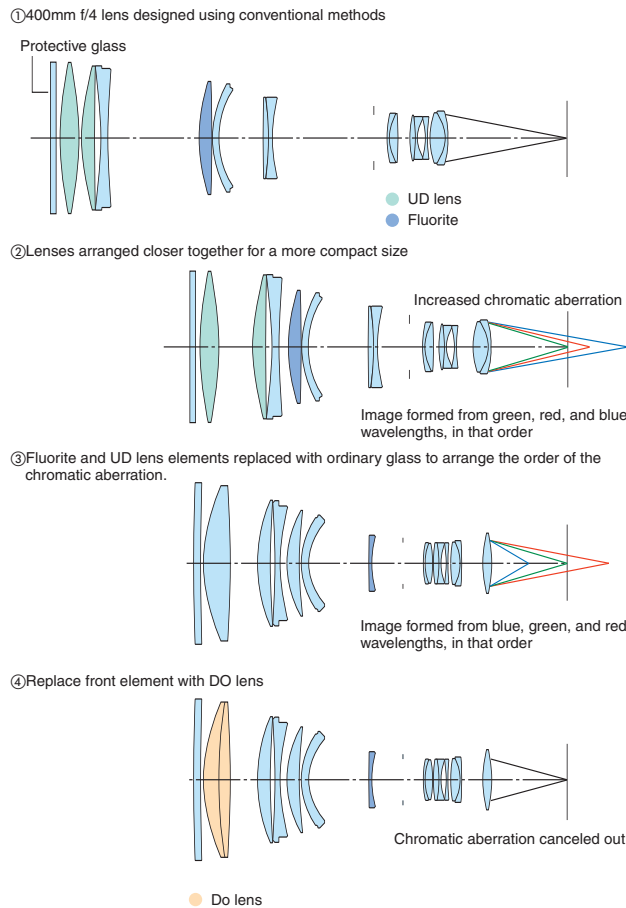 ①400mm f/4 lens designed using conventional methods
Protective glass
UD lens
Fluorite
②Lenses arranged closer together for a more compact size
Increased chromatic aberration
Image formed from green, red, and blue
wavelengths, in that order
③Fluorite and UD lens elements replaced with ordinary glass to arrange the order of the
chromatic aberration.
Image formed from blue, green, and red
wavelengths, in that order
④Replace front element with DO lens
Chromatic aberration canceled out
Do lens